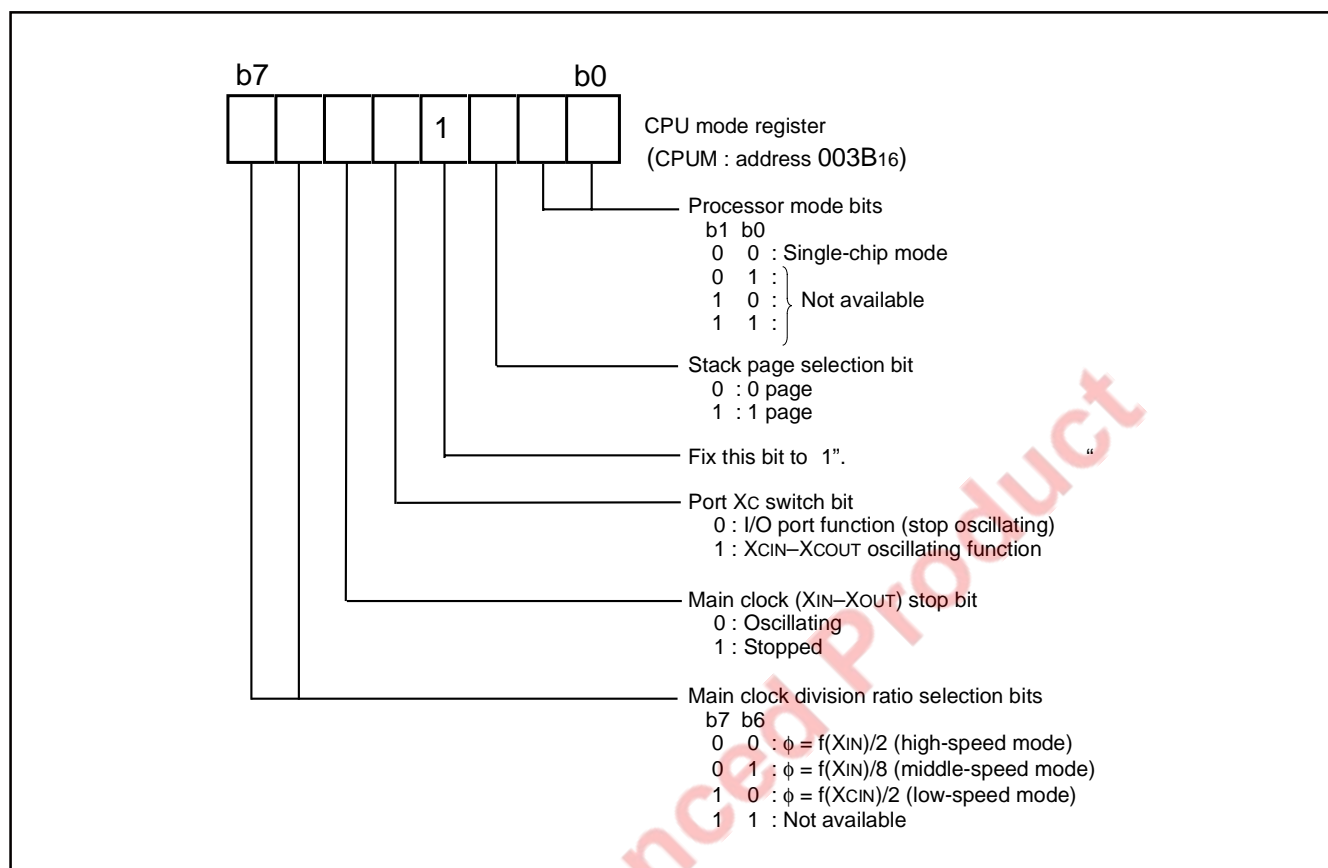 b7 b0
1
CPU mode register
(CPUM : address 003B16)
Processor mode bits
b1 b0
0 0 : Single-chip mode
0 1 :
1 0 : Not available
1 1 :
Stack page selection bit
0 : 0 page
1 : 1 page
Fix this bit to 1”. “
Port XC switch bit
0 : I/O port function (stop oscillating)
1 : XCIN–XCOUT oscillating function
Main clock (XIN–XOUT) stop bit
0 : Oscillating
1 : Stopped
Main clock division ratio selection bits
b7 b6
0 0 : ϕ = f(XIN)/2 (high-speed mode)
0 1 : ϕ = f(XIN)/8 (middle-speed mode)
1 0 : ϕ = f(XCIN)/2 (low-speed mode)
1 1 : Not available
nced Product